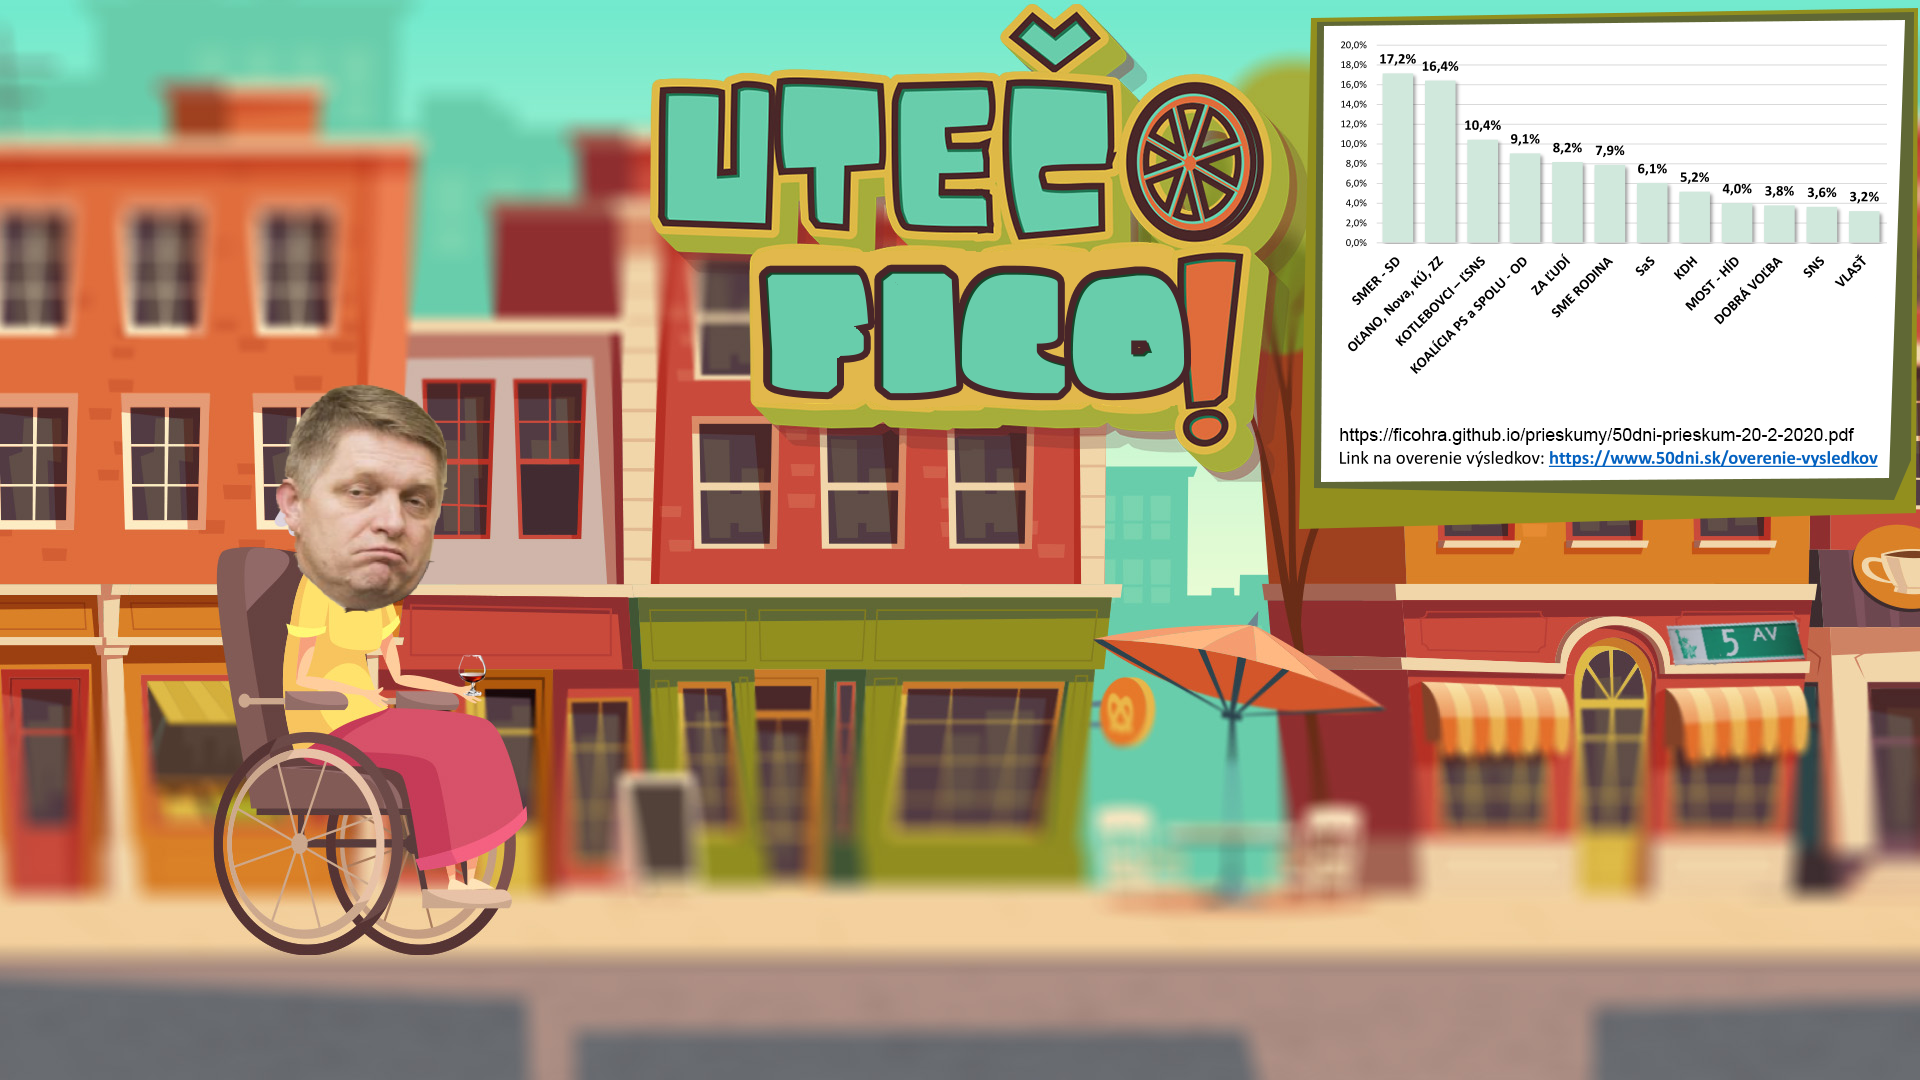 UTEČ
FICO!
20,0%
18,0%
16,0%
14,0%
12,0%
10,0%
8,0%
6,0%
4,0%
2,0%
0,0%
17,2%
16,4%
10,4%
9,1%
8,2%
7,9%
6,1%
5,2%
4,0%
3,8%
3,6%
3,2%
SMER - SD
OĽANO, Nova, KÚ, ZZ
KOTLEBOVCI – ĽSNS
KOALÍCIA PS a SPOLU - OD
ZA ĽUDÍ
SME RODINA
SaS
KDH
MOST - HÍD
DOBRÁ VOĽBA
SNS
VLASŤ
https://ficohra.github.io/prieskumy/50dni-prieskum-20-2-2020.pdf
Link na overenie výsledkov: https://www.50dni.sk/overenie-vysledkov
5 AV